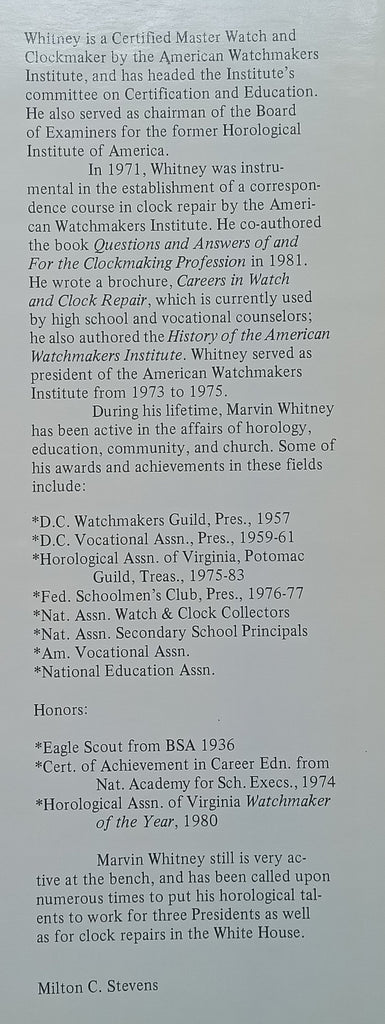 Whitney is a Certified Master Watch and
Clockmaker by the American Watchmakers
Institute, and has headed the Institute's
committee on Certification and Education.
He also served as chairman of the Board
of Examiners for the former Horological
Institute of America.
In 1971, Whitney was instru-
mental in the establishment of a correspon-
dence course in clock repair by the Ameri-
can Watchmakers Institute. He co-authored
the book Questions and Answers of and
For the Clockmaking Profession in 1981.
He wrote a brochure, Careers in Watch
and Clock Repair, which is currently used
by high school and vocational counselors;
he also authored the History of the American
Watchmakers Institute. Whitney served as
president of the American Watchmakers
Institute from 1973 to 1975.
During his lifetime, Marvin Whitney
has been active in the affairs of horology,
education, community, and church. Some of
his awards and achievements in these fields
include:
*D.C. Watchmakers Guild, Pres., 1957
*D.C. Vocational Assn., Pres., 1959-61
*Horological Assn. of Virginia, Potomac
Guild, Treas., 1975-83
*Fed. Schoolmen's Club, Pres., 1976-77
*Nat. Assn. Watch & Clock Collectors
*Nat. Assn. Secondary School Principals
*Am. Vocational Assn.
*National Education Assn.
Honors:
*Eagle Scout from BSA 1936
*Cert. of Achievement in Career Edn. from
Nat. Academy for Sch. Execs., 1974
*Horological Assn. of Virginia Watchmaker
of the Year, 1980
Marvin Whitney still is very ac-
tive at the bench, and has been called upon
numerous times to put his horological tal-
ents to work for three Presidents as well
as for clock repairs in the White House.
Milton C. Stevens